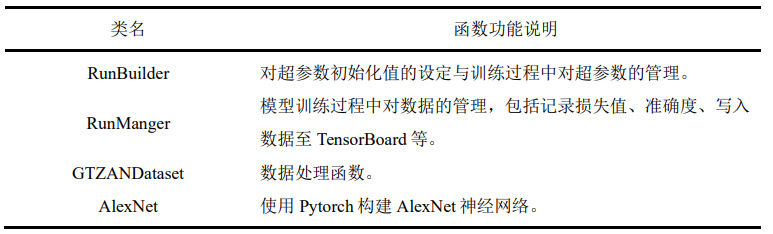 类名 函数功能说明
RunBuilder 对超参数初始化值的设定与训练过程中对超参数的管理。
RunManger 模型训练过程中对数据的管理，包括记录损失值、准确度、写入
数据至 TensorBoard 等。
GTZANDataset 数据处理函数。
AlexNet 使用 Pytorch 构建 AlexNet 神经网络。